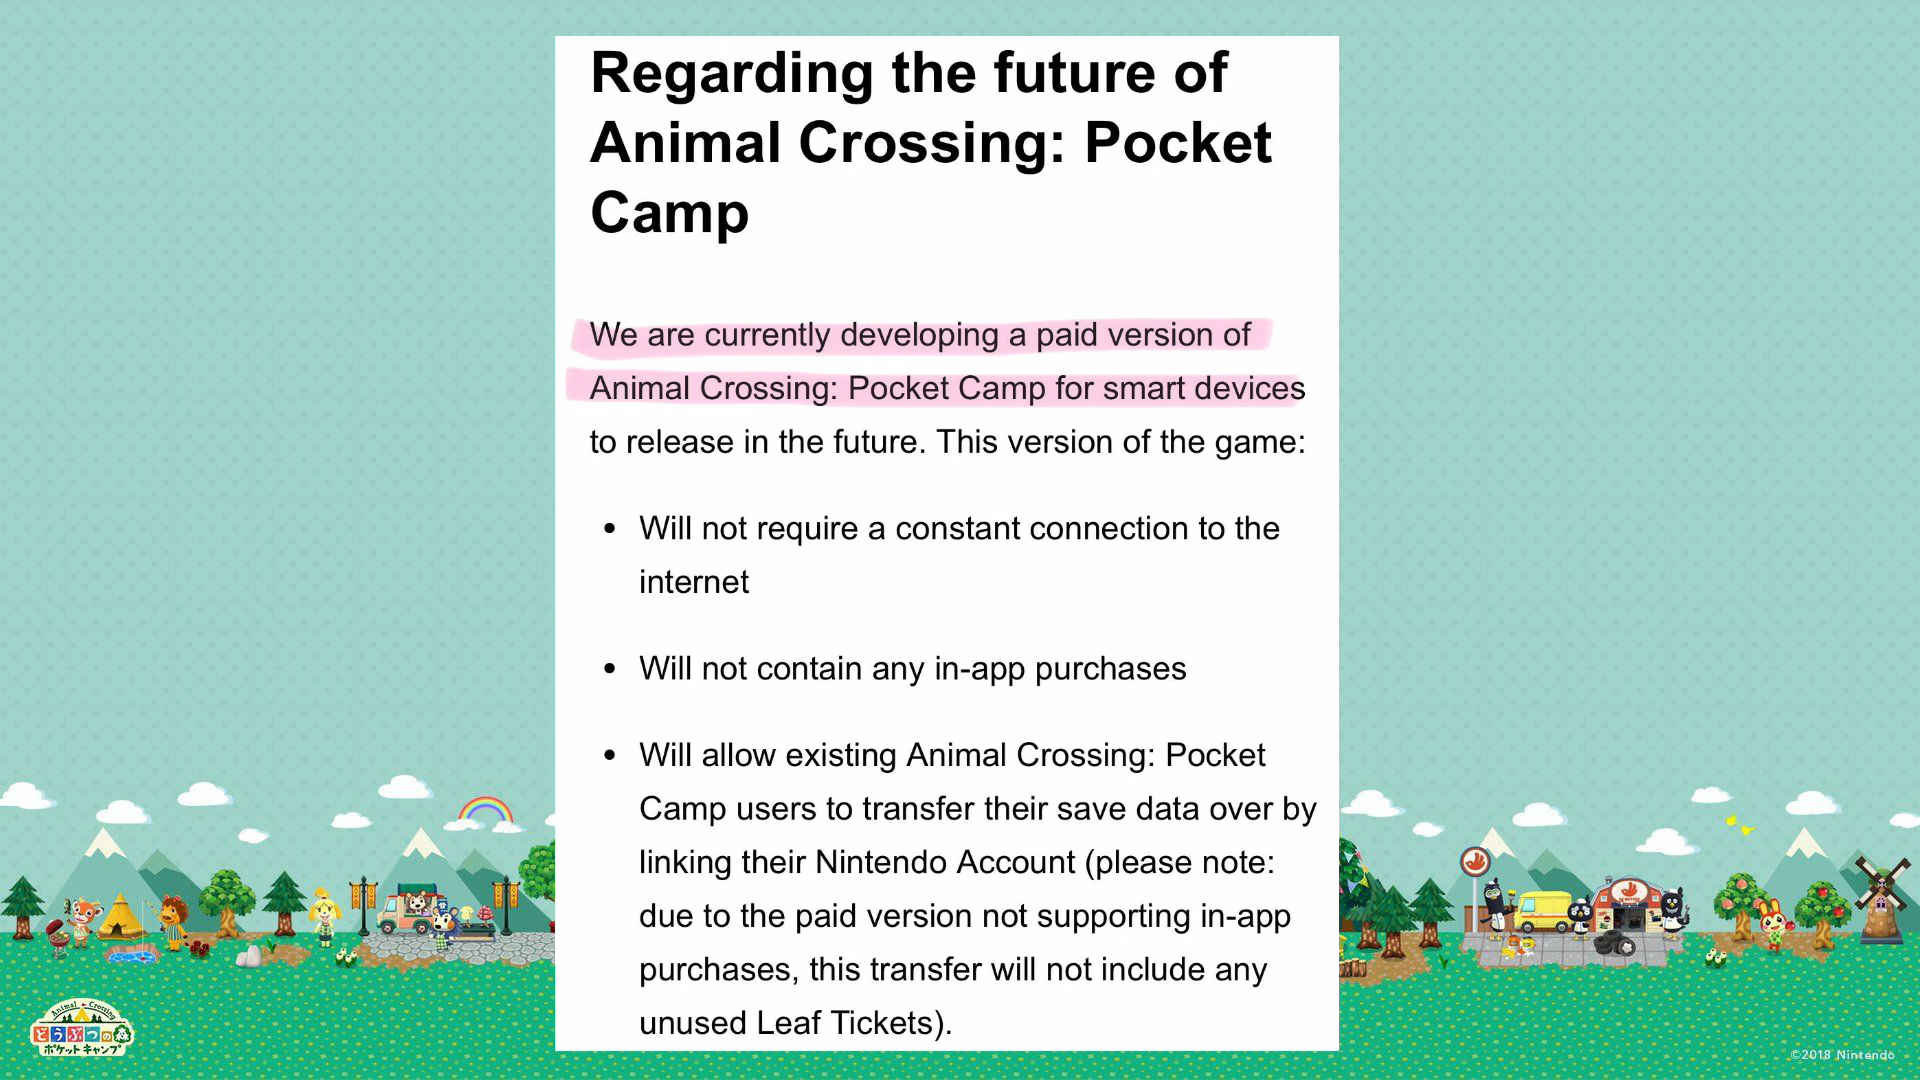 Regarding the future of
Animal Crossing: Pocket
Camp
We are currently developing a paid version of
Animal Crossing: Pocket Camp for smart devices
to release in the future. This version of the game:
• Will not require a constant connection to the
internet
• Will not contain any in-app purchases
• Will allow existing Animal Crossing: Pocket
Camp users to transfer their save data over by
linking their Nintendo Account (please note:
due to the paid version not supporting in-app
purchases, this transfer will not include any
unused Leaf Tickets).
Animal Crossing
どうぶつの森
ポケット キャンプ
©2018 Nintendo